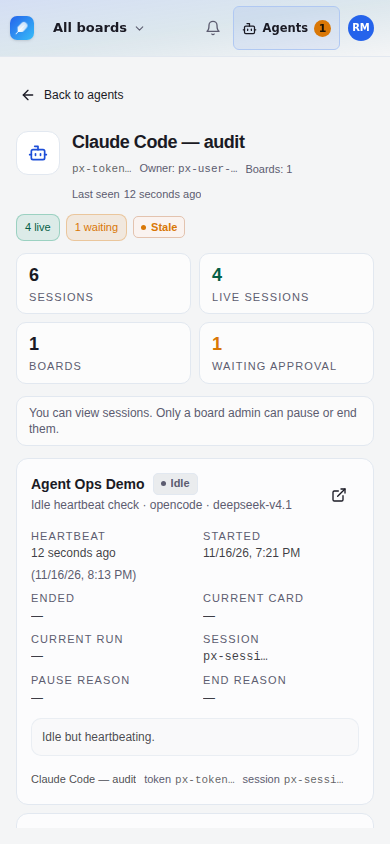 All boards
Agents 1
RM
Back to agents
Claude Code — audit
px-token… Owner: px-user-… Boards: 1
Last seen 12 seconds ago
4 live 1 waiting Stale
6
SESSIONS
4
LIVE SESSIONS
1
BOARDS
1
WAITING APPROVAL
You can view sessions. Only a board admin can pause or end
them.
Agent Ops Demo Idle
Idle heartbeat check · opencode · deepseek-v4.1
HEARTBEAT
12 seconds ago
(11/16/26, 8:13 PM)
STARTED
11/16/26, 7:21 PM
ENDED
—
CURRENT CARD
—
CURRENT RUN
—
SESSION
px-sessi…
PAUSE REASON
—
END REASON
—
Idle but heartbeating.
Claude Code — audit token px-token… session px-sessi…